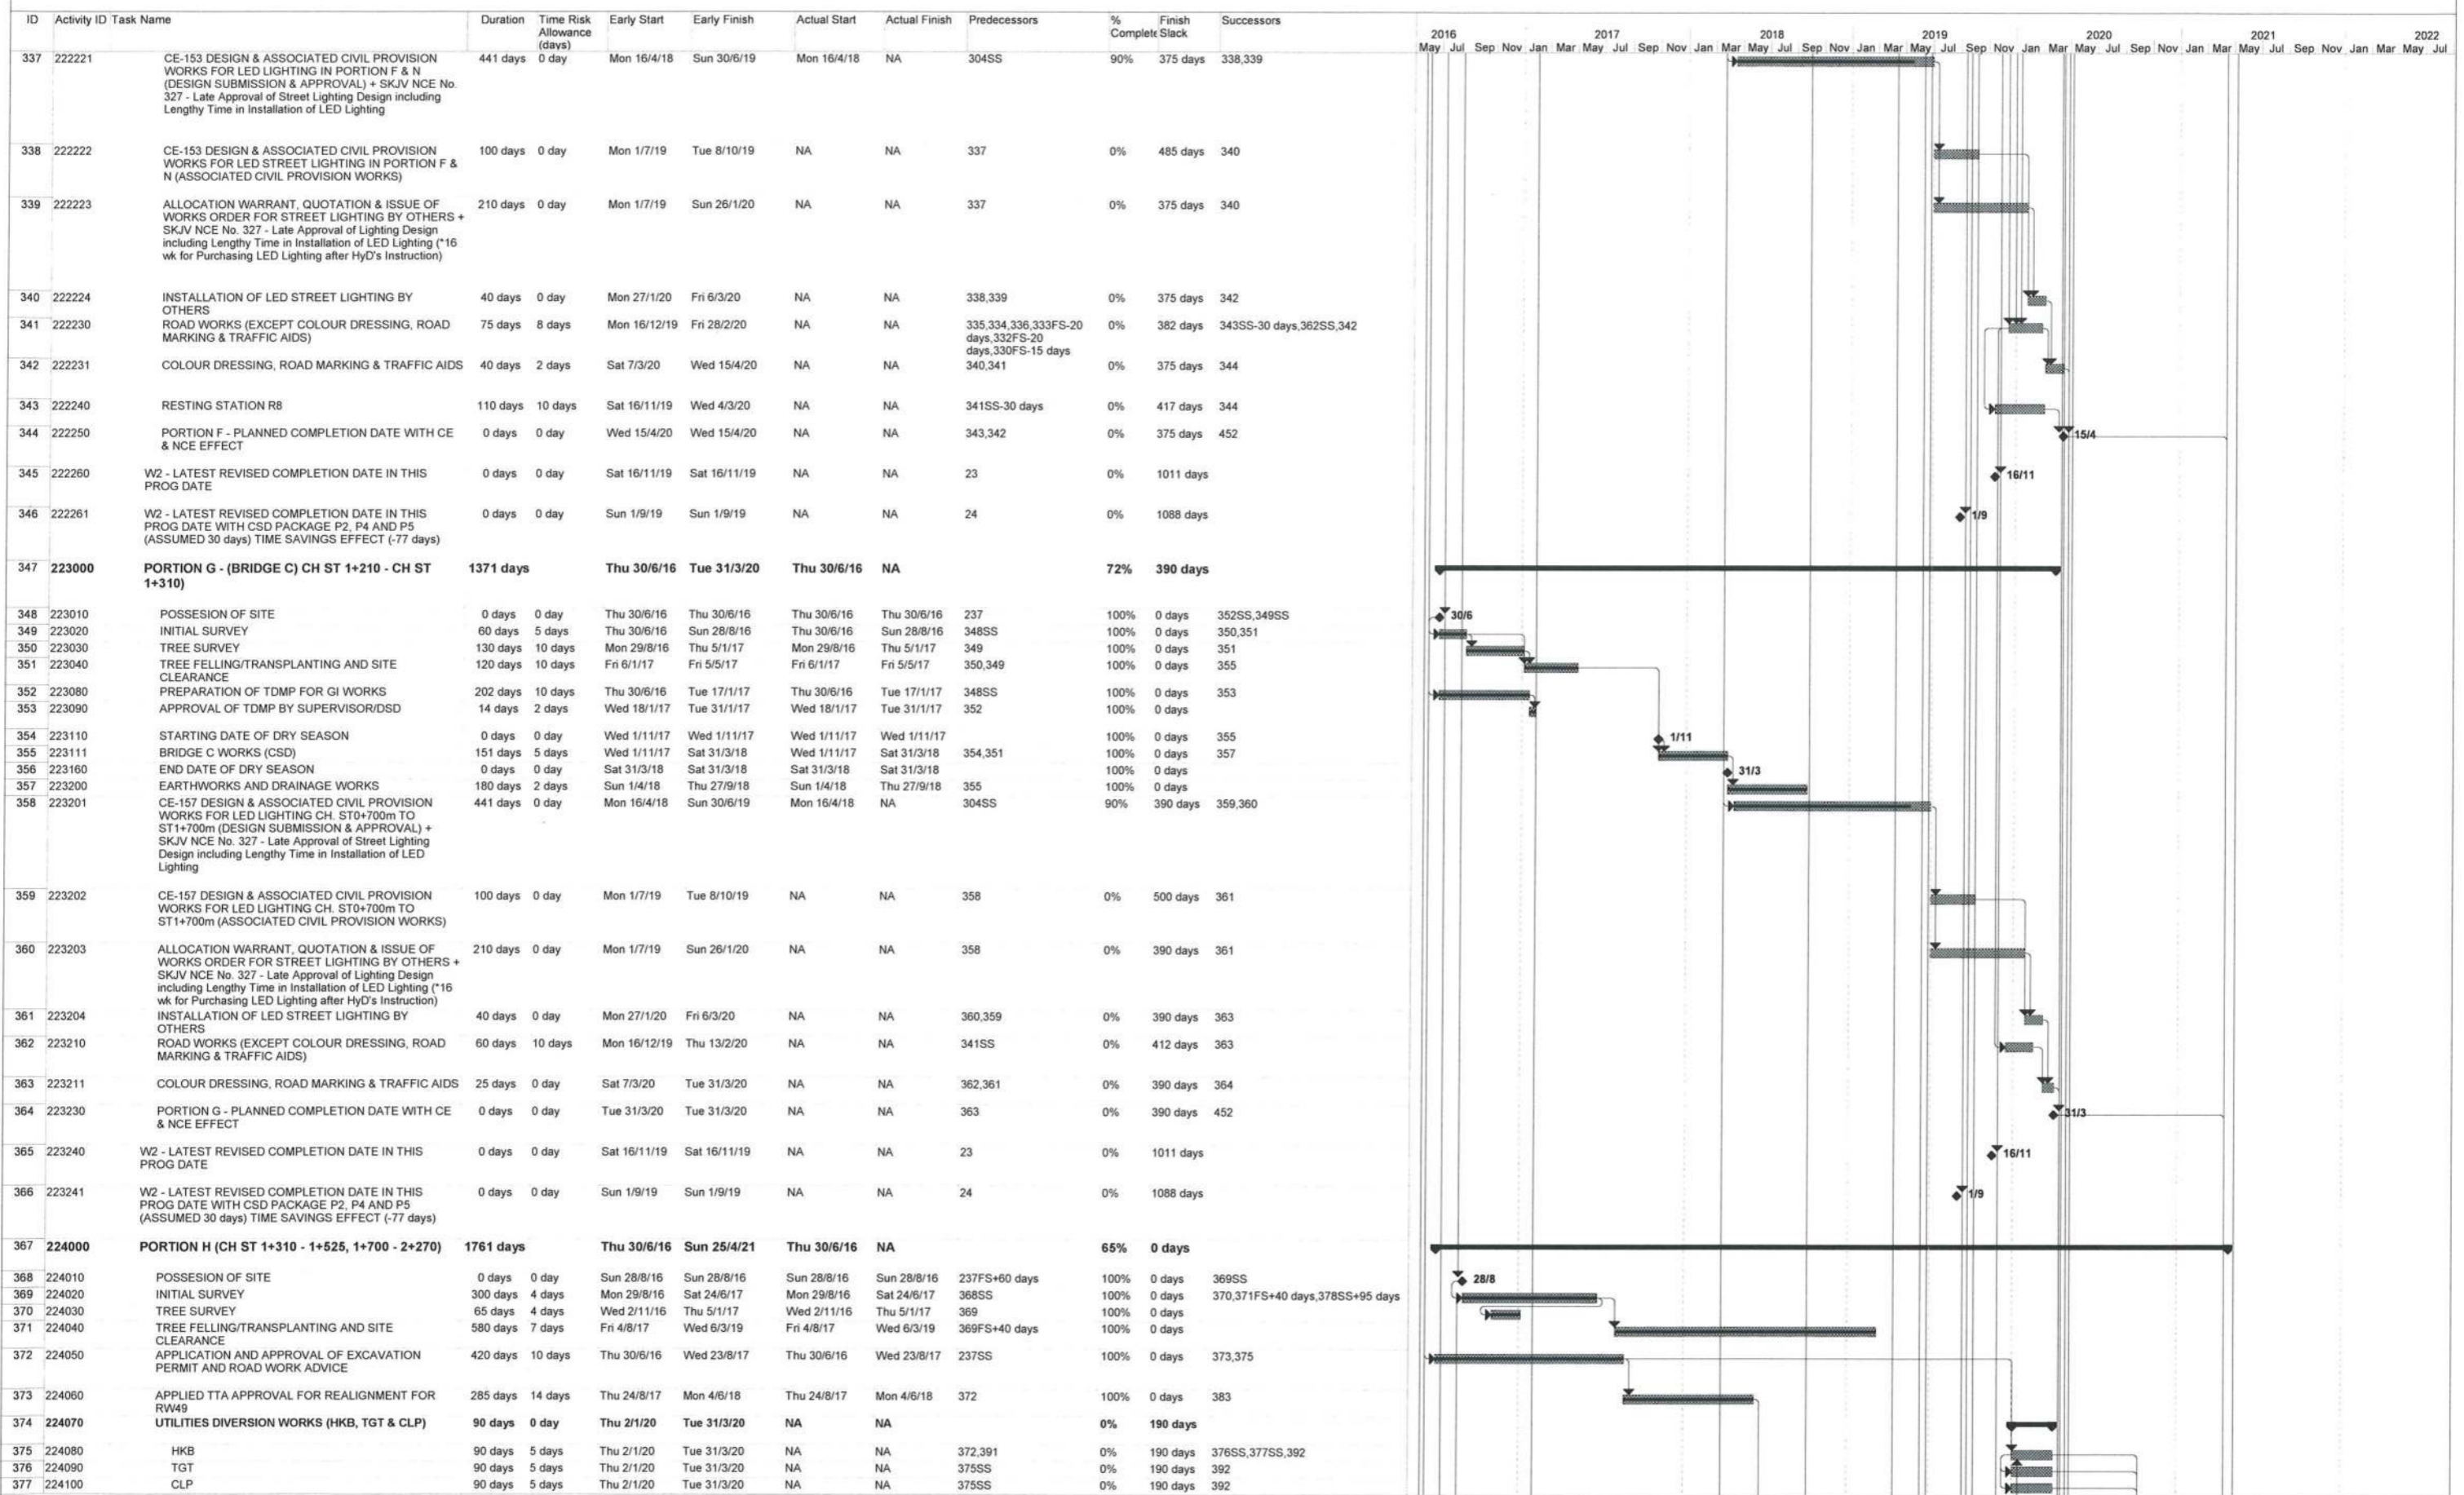 ID Activity ID Task Name Duration Time Risk Allowance (days) Early Start Early Finish Actual Start Actual Finish Predecessors % Complete Finish Slack Successors
2016 2017 2018 2019 2020 2021 2022
May Jul Sep Nov Jan Mar May Jul Sep Nov Jan Mar May Jul Sep Nov Jan Mar May Jul Sep Nov Jan Mar May Jul Sep Nov Jan Mar May Jul Sep Nov Jan Mar May Jul
337 222221 CE-153 DESIGN & ASSOCIATED CIVIL PROVISION 441 days 0 day Mon 16/4/18 Sun 30/6/19 Mon 16/4/18 NA 304SS 90% 375 days 338,339
WORKS FOR LED LIGHTING IN PORTION F & N
(DESIGN SUBMISSION & APPROVAL) + SKJV NCE No.
327 - Late Approval of Street Lighting Design including
Lengthy Time in Installation of LED Lighting
338 222222 CE-153 DESIGN & ASSOCIATED CIVIL PROVISION 100 days 0 day Mon 1/7/19 Tue 8/10/19 NA NA 337 0% 485 days 340
WORKS FOR LED STREET LIGHTING IN PORTION F &
N (ASSOCIATED CIVIL PROVISION WORKS)
339 222223 ALLOCATION WARRANT, QUOTATION & ISSUE OF 210 days 0 day Mon 1/7/19 Sun 26/1/20 NA NA 337 0% 375 days 340
WORKS ORDER FOR STREET LIGHTING BY OTHERS +
SKJV NCE No. 327 - Late Approval of Lighting Design
including Lengthy Time in Installation of LED Lighting (*16
wk for Purchasing LED Lighting after HyD's Instruction)
340 222224 INSTALLATION OF LED STREET LIGHTING BY 40 days 0 day Mon 27/1/20 Fri 6/3/20 NA NA 338,339 0% 375 days 342
OTHERS
341 222230 ROAD WORKS (EXCEPT COLOUR DRESSING, ROAD 75 days 8 days Mon 16/12/19 Fri 28/2/20 NA NA 335,334,336,333FS-20 0% 382 days 343SS-30 days,362SS,342
MARKING & TRAFFIC AIDS) days,332FS-20
days,330FS-15 days
342 222231 COLOUR DRESSING, ROAD MARKING & TRAFFIC AIDS 40 days 2 days Sat 7/3/20 Wed 15/4/20 NA NA 340,341 0% 375 days 344
343 222240 RESTING STATION R8 110 days 10 days Sat 16/11/19 Wed 4/3/20 NA NA 341SS-30 days 0% 417 days 344
344 222250 PORTION F - PLANNED COMPLETION DATE WITH CE 0 days 0 day Wed 15/4/20 Wed 15/4/20 NA NA 343,342 0% 375 days 452 15/4
& NCE EFFECT
345 222260 W2 - LATEST REVISED COMPLETION DATE IN THIS 0 days 0 day Sat 16/11/19 Sat 16/11/19 NA NA 23 0% 1011 days 16/11
PROG DATE
346 222261 W2 - LATEST REVISED COMPLETION DATE IN THIS 0 days 0 day Sun 1/9/19 Sun 1/9/19 NA NA 24 0% 1088 days 1/9
PROG DATE WITH CSD PACKAGE P2, P4 AND P5
(ASSUMED 30 days) TIME SAVINGS EFFECT (-77 days)
347 223000 PORTION G - (BRIDGE C) CH ST 1+210 - CH ST 1371 days Thu 30/6/16 Tue 31/3/20 Thu 30/6/16 NA 72% 390 days
1+310)
348 223010 POSSESION OF SITE 0 days 0 day Thu 30/6/16 Thu 30/6/16 Thu 30/6/16 Thu 30/6/16 237 100% 0 days 352SS,349SS 30/6
349 223020 INITIAL SURVEY 60 days 5 days Thu 30/6/16 Sun 28/8/16 Thu 30/6/16 Sun 28/8/16 348SS 100% 0 days 350,351
350 223030 TREE SURVEY 130 days 10 days Mon 29/8/16 Thu 5/1/17 Mon 29/8/16 Thu 5/1/17 349 100% 0 days 351
351 223040 TREE FELLING/TRANSPLANTING AND SITE 120 days 10 days Fri 6/1/17 Fri 5/5/17 Fri 6/1/17 Fri 5/5/17 350,349 100% 0 days 355
CLEARANCE
352 223080 PREPARATION OF TDMP FOR GI WORKS 202 days 10 days Thu 30/6/16 Tue 17/1/17 Thu 30/6/16 Tue 17/1/17 348SS 100% 0 days 353
353 223090 APPROVAL OF TDMP BY SUPERVISOR/DSD 14 days 2 days Wed 18/1/17 Tue 31/1/17 Wed 18/1/17 Tue 31/1/17 352 100% 0 days
354 223110 STARTING DATE OF DRY SEASON 0 days 0 day Wed 1/11/17 Wed 1/11/17 Wed 1/11/17 Wed 1/11/17 100% 0 days 355 1/11
355 223111 BRIDGE C WORKS (CSD) 151 days 5 days Wed 1/11/17 Sat 31/3/18 Wed 1/11/17 Sat 31/3/18 354,351 100% 0 days 357
356 223160 END DATE OF DRY SEASON 0 days 0 day Sat 31/3/18 Sat 31/3/18 Sat 31/3/18 Sat 31/3/18 100% 0 days 31/3
357 223200 EARTHWORKS AND DRAINAGE WORKS 180 days 2 days Sun 1/4/18 Thu 27/9/18 Sun 1/4/18 Thu 27/9/18 355 100% 0 days
358 223201 CE-157 DESIGN & ASSOCIATED CIVIL PROVISION 441 days 0 day Mon 16/4/18 Sun 30/6/19 Mon 16/4/18 NA 304SS 90% 390 days 359,360
WORKS FOR LED LIGHTING CH. ST0+700m TO
ST1+700m (DESIGN SUBMISSION & APPROVAL) +
SKJV NCE No. 327 - Late Approval of Street Lighting
Design including Lengthy Time in Installation of LED
Lighting
359 223202 CE-157 DESIGN & ASSOCIATED CIVIL PROVISION 100 days 0 day Mon 1/7/19 Tue 8/10/19 NA NA 358 0% 500 days 361
WORKS FOR LED LIGHTING CH. ST0+700m TO
ST1+700m (ASSOCIATED CIVIL PROVISION WORKS)
360 223203 ALLOCATION WARRANT, QUOTATION & ISSUE OF 210 days 0 day Mon 1/7/19 Sun 26/1/20 NA NA 358 0% 390 days 361
WORKS ORDER FOR STREET LIGHTING BY OTHERS +
SKJV NCE No. 327 - Late Approval of Lighting Design
including Lengthy Time in Installation of LED Lighting (*16
wk for Purchasing LED Lighting after HyD's Instruction)
361 223204 INSTALLATION OF LED STREET LIGHTING BY 40 days 0 day Mon 27/1/20 Fri 6/3/20 NA NA 360,359 0% 390 days 363
OTHERS
362 223210 ROAD WORKS (EXCEPT COLOUR DRESSING, ROAD 60 days 10 days Mon 16/12/19 Thu 13/2/20 NA NA 341SS 0% 412 days 363
MARKING & TRAFFIC AIDS)
363 223211 COLOUR DRESSING, ROAD MARKING & TRAFFIC AIDS 25 days 0 day Sat 7/3/20 Tue 31/3/20 NA NA 362,361 0% 390 days 364
364 223230 PORTION G - PLANNED COMPLETION DATE WITH CE 0 days 0 day Tue 31/3/20 Tue 31/3/20 NA NA 363 0% 390 days 452 31/3
& NCE EFFECT
365 223240 W2 - LATEST REVISED COMPLETION DATE IN THIS 0 days 0 day Sat 16/11/19 Sat 16/11/19 NA NA 23 0% 1011 days 16/11
PROG DATE
366 223241 W2 - LATEST REVISED COMPLETION DATE IN THIS 0 days 0 day Sun 1/9/19 Sun 1/9/19 NA NA 24 0% 1088 days 1/9
PROG DATE WITH CSD PACKAGE P2, P4 AND P5
(ASSUMED 30 days) TIME SAVINGS EFFECT (-77 days)
367 224000 PORTION H (CH ST 1+310 - 1+525, 1+700 - 2+270) 1761 days Thu 30/6/16 Sun 25/4/21 Thu 30/6/16 NA 65% 0 days
368 224010 POSSESION OF SITE 0 days 0 day Sun 28/8/16 Sun 28/8/16 Sun 28/8/16 Sun 28/8/16 237FS+60 days 100% 0 days 369SS 28/8
369 224020 INITIAL SURVEY 300 days 4 days Mon 29/8/16 Sat 24/6/17 Mon 29/8/16 Sat 24/6/17 368SS 100% 0 days 370,371FS+40 days,378SS+95 days
370 224030 TREE SURVEY 65 days 4 days Wed 2/11/16 Thu 5/1/17 Wed 2/11/16 Thu 5/1/17 369 100% 0 days
371 224040 TREE FELLING/TRANSPLANTING AND SITE 580 days 7 days Fri 4/8/17 Wed 6/3/19 Fri 4/8/17 Wed 6/3/19 369FS+40 days 100% 0 days
CLEARANCE
372 224050 APPLICATION AND APPROVAL OF EXCAVATION 420 days 10 days Thu 30/6/16 Wed 23/8/17 Thu 30/6/16 Wed 23/8/17 237SS 100% 0 days 373,375
PERMIT AND ROAD WORK ADVICE
373 224060 APPLIED TTA APPROVAL FOR REALIGNMENT FOR 285 days 14 days Thu 24/8/17 Mon 4/6/18 Thu 24/8/17 Mon 4/6/18 372 100% 0 days 383
RW49
374 224070 UTILITIES DIVERSION WORKS (HKB, TGT & CLP) 90 days 0 day Thu 2/1/20 Tue 31/3/20 NA NA 0% 190 days
375 224080 HKB 90 days 5 days Thu 2/1/20 Tue 31/3/20 NA NA 372,391 0% 190 days 376SS,377SS,392
376 224090 TGT 90 days 5 days Thu 2/1/20 Tue 31/3/20 NA NA 375SS 0% 190 days 392
377 224100 CLP 90 days 5 days Thu 2/1/20 Tue 31/3/20 NA NA 375SS 0% 190 days 392